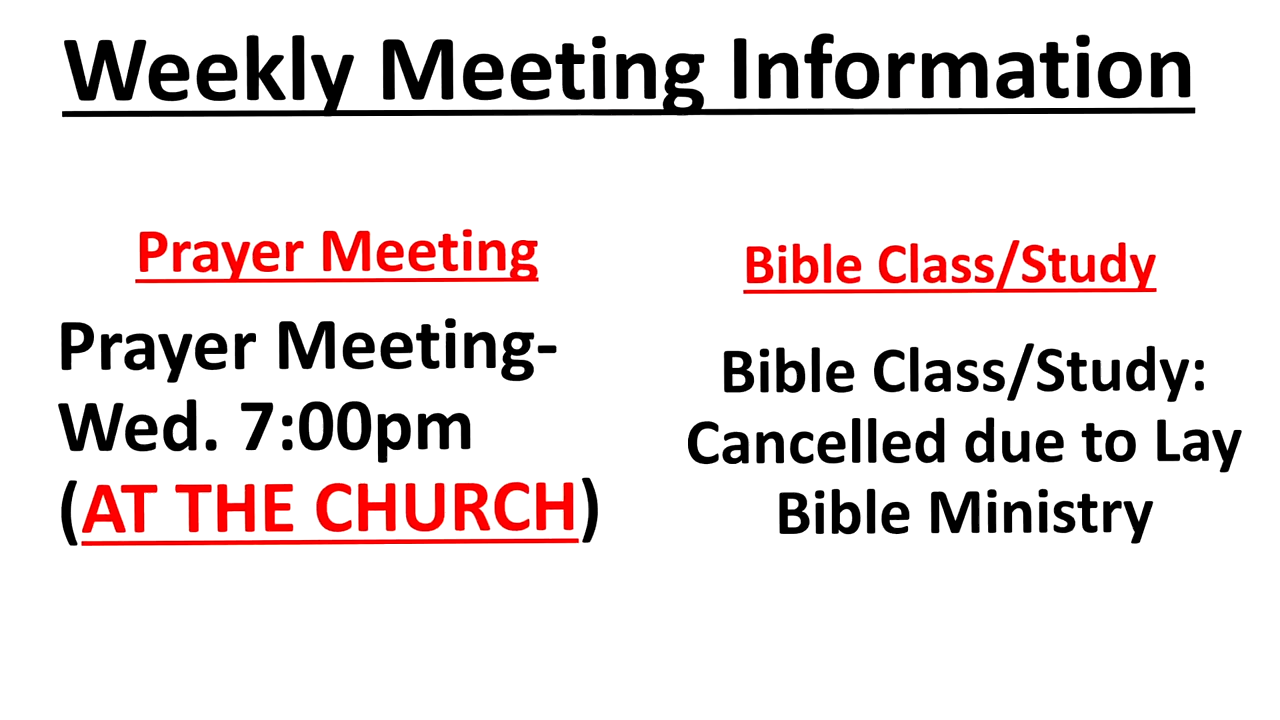 Weekly Meeting Information
Prayer Meeting
Prayer Meeting-
Wed. 7:00pm
(AT THE CHURCH)
Bible Class/Study
Bible Class/Study:
Cancelled due to Lay
Bible Ministry